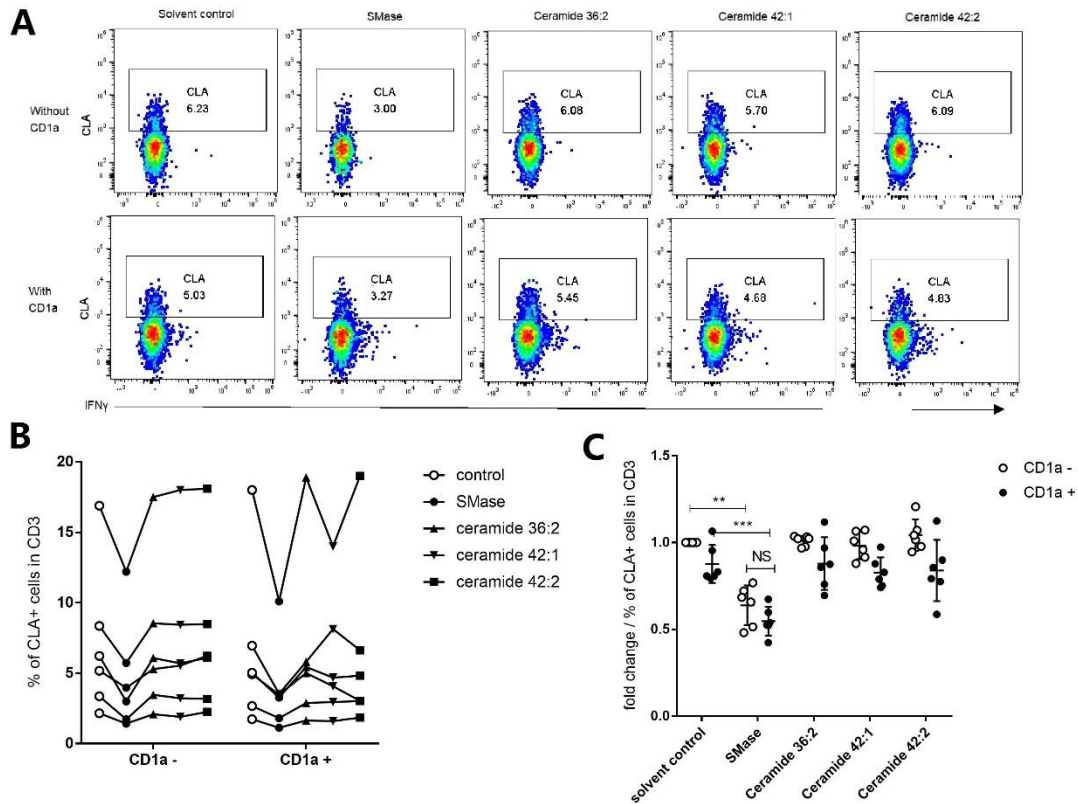 A
Solvent control SMase Ceramide 36:2 Ceramide 42:1 Ceramide 42:2
Without
CD1a
CLA
CLA
6.23
CLA
3.00
CLA
6.08
CLA
5.70
CLA
6.09
With
CD1a
CLA
CLA
5.03
CLA
3.27
CLA
5.45
CLA
4.68
CLA
4.83
IFNγ
B
% of CLA+ cells in CD3
20
15
10
5
0
CD1a - CD1a +
control
SMase
ceramide 36:2
ceramide 42:1
ceramide 42:2
C
fold change / % of CLA+ cells in CD3
1.5
1.0
0.5
0.0
**
***
NS
CD1a -
CD1a +
solvent control
SMase
Ceramide 36:2
Ceramide 42:1
Ceramide 42:2